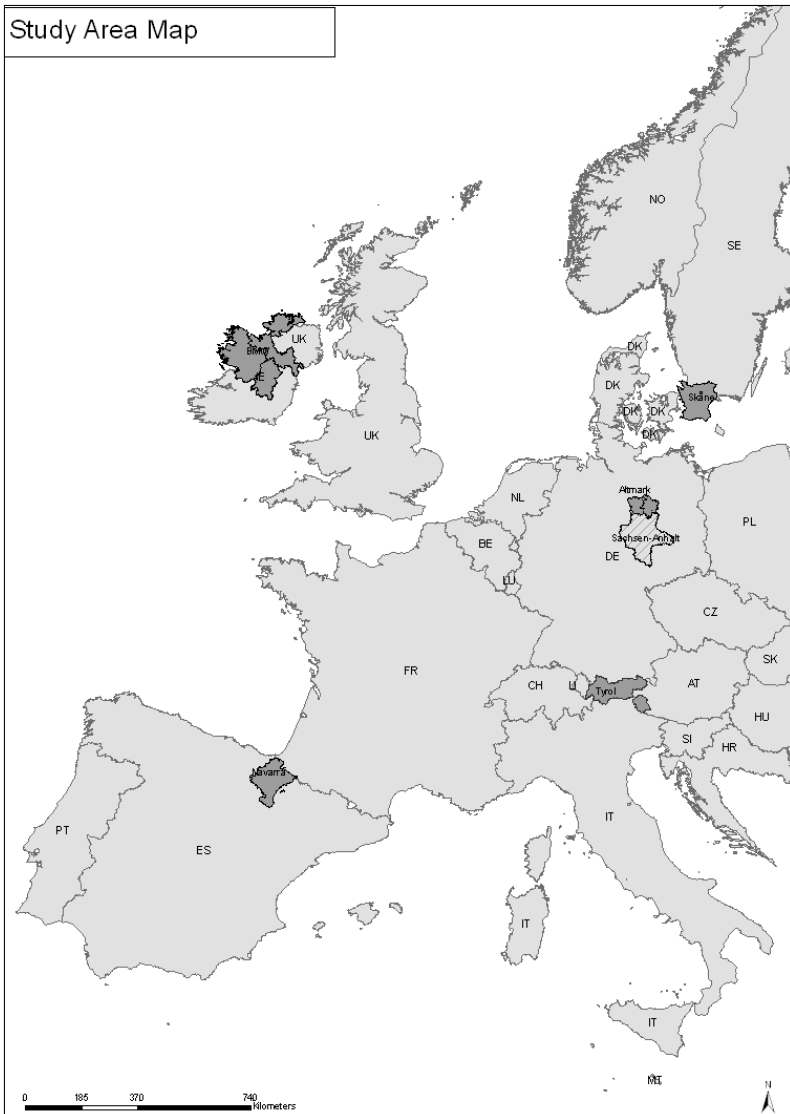 Study Area Map
NO
SE
UK
BMW
IE
DK
DK
DK
DK
DK
Skåne
UK
NL
Altmark
PL
BE
Sachsen-Anhalt
DE
LU
CZ
FR
SK
CH
LI
Tyrol
AT
HU
SI
HR
Navarra
IT
PT
ES
IT
IT
MT
N
0 185 370 740
Kilometers